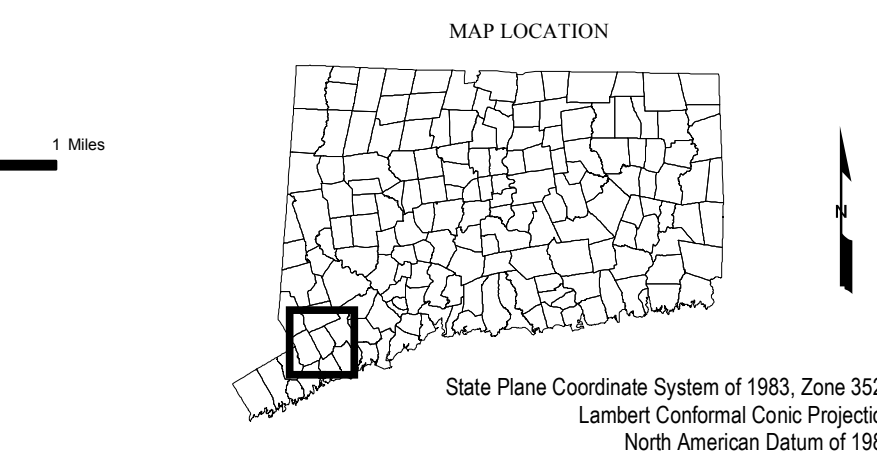 MAP LOCATION
1 Miles
N
State Plane Coordinate System of 1983, Zone 352
Lambert Conformal Conic Projectio
North American Datum of 198